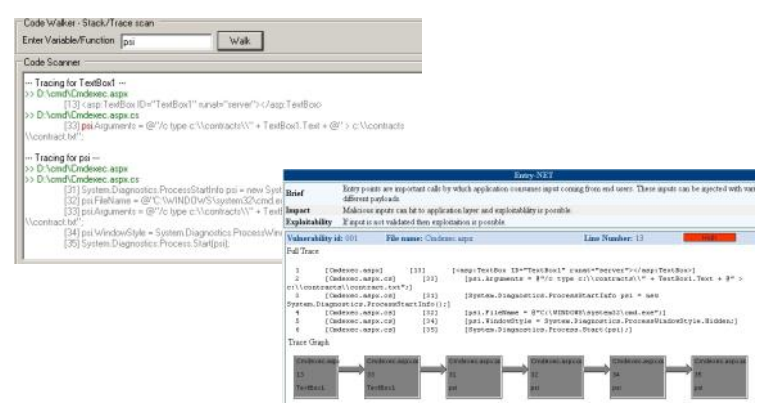 Code Walker - Stack/Trace scan
Enter Variable/Function psi Walk
Code Scanner
--- Tracing for TextBox1 ---
>> D:\cmd\Cmdexec.aspx
[13] <asp:TextBox ID="TextBox1" runat="server"></asp:TextBox>
>> D:\cmd\Cmdexec.aspx.cs
[33] psi.Arguments = @"/c type c:\\contracts\\" + TextBox1.Text + @" > c:\\contracts
\\contract.txt";
--- Tracing for psi ---
>> D:\cmd\Cmdexec.aspx
>> D:\cmd\Cmdexec.aspx.cs
[31] System.Diagnostics.ProcessStartInfo psi = new Syst
[32] psi.FileName = @"C:\WINDOWS\system32\cmd.e
[33] psi.Arguments = @"/c type c:\\contracts\\" + Text
\\contract.txt";
[34] psi.WindowStyle = System.Diagnostics.ProcessWind
[35] System.Diagnostics.Process.Start(psi);
Entry-NET
Brief Entry points are important calls by which application consumes input coming from end users. These inputs can be injected with
different payloads.
Impact Malicious inputs can hit to application layer and exploitability is possible.
Exploitability If input is not validated then exploitation is possible.
Vulnerability id: 001 File name: Cmdexec.aspx Line Number: 13
Full Trace
1 [Cmdexec.aspx] [13] [<asp:TextBox ID="TextBox1" runat="server"></asp:TextBox>]
2 [Cmdexec.aspx.cs] [33] [psi.Arguments = @"/c type c:\\contracts\\" + TextBox1.Text + @" >
c:\\contracts\\contract.txt";]
3 [Cmdexec.aspx.cs] [31] [System.Diagnostics.ProcessStartInfo psi = new
System.Diagnostics.ProcessStartInfo();]
4 [Cmdexec.aspx.cs] [32] [psi.FileName = @"C:\WINDOWS\system32\cmd.exe";]
5 [Cmdexec.aspx.cs] [34] [psi.WindowStyle = System.Diagnostics.ProcessWindowStyle.Hidden;]
6 [Cmdexec.aspx.cs] [35] [System.Diagnostics.Process.Start(psi);]
Trace Graph
Cmdexec.asp Cmdexec.aspx.cs Cmdexec.aspx.cs Cmdexec.aspx.cs Cmdexec.aspx.cs Cmdexec.aspx.cs
13 33 31 32 34 35
TextBox1 TextBox1 psi psi psi psi